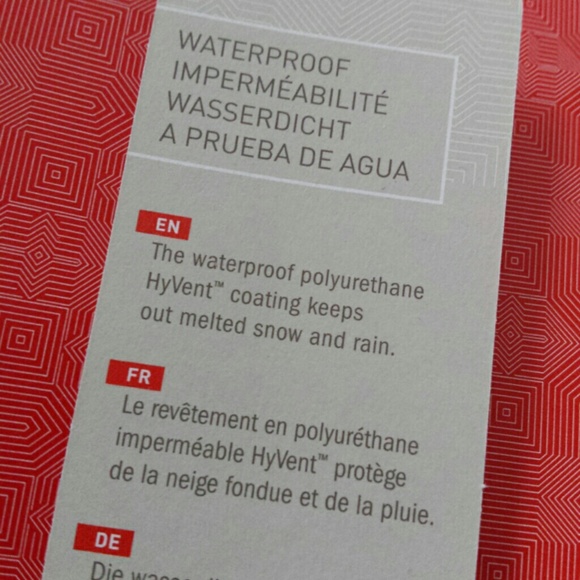 WATERPROOF
IMPERMÉABILITÉ
WASSERDICHT
A PRUEBA DE AGUA
EN
The waterproof polyurethane
HyVent™ coating keeps
out melted snow and rain.
FR
Le revêtement en polyuréthane
imperméable HyVent™ protège
de la neige fondue et de la pluie.
DE
Die